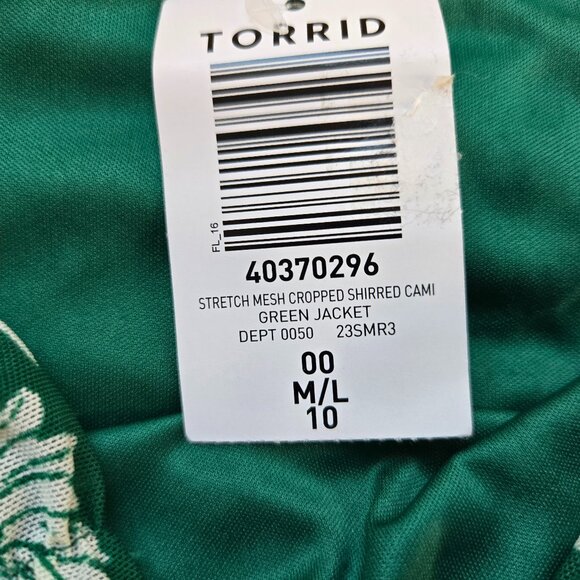 TORRID
FL_16
40370296
STRETCH MESH CROPPED SHIRRED CAMI
GREEN JACKET
DEPT 0050 23SMR3
00
M/L
10